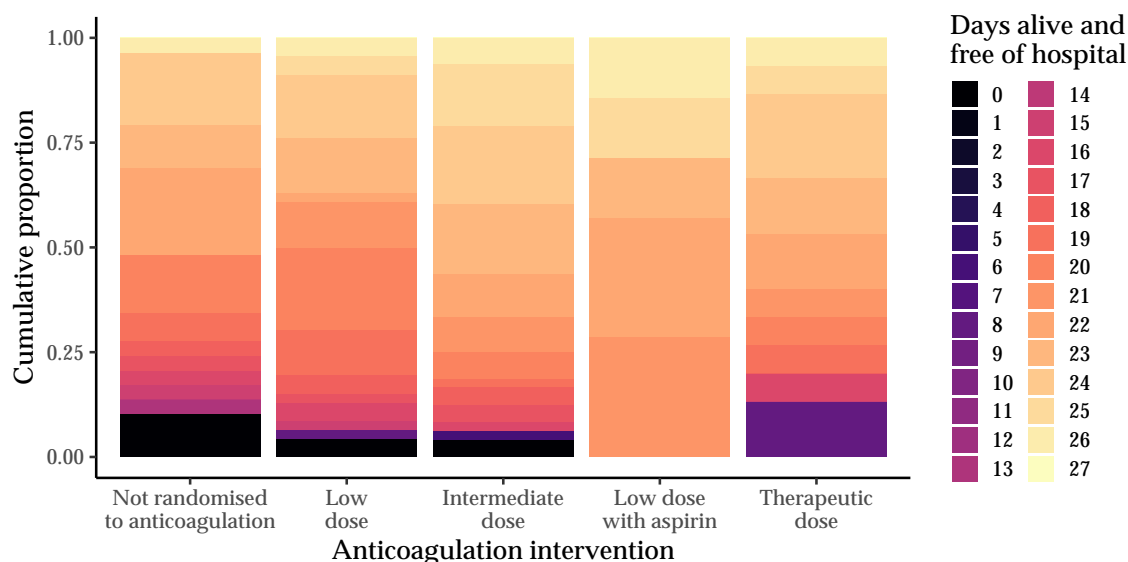 Days alive and
free of hospital
1.00
0.75
0.50
0.25
0.00
Cumulative proportion
0 14
1 15
2 16
3 17
4 18
5 19
6 20
7 21
8 22
9 23
10 24
11 25
12 26
13 27
Not randomised
to anticoagulation
Low
dose
Intermediate
dose
Low dose
with aspirin
Therapeutic
dose
Anticoagulation intervention